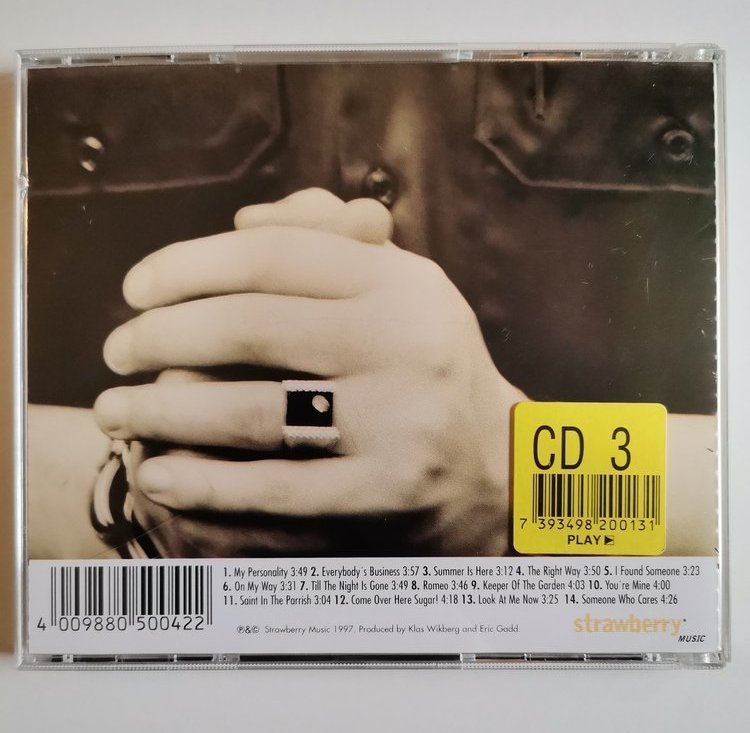 CD 3
7 393498 200131
PLAY
1. My Personality 3:49 2. Everybody´s Business 3:57 3. Summer Is Here 3:12 4. The Right Way 3:50 5. I Found Someone 3:23
6. On My Way 3:31 7. Till The Night Is Gone 3:49 8. Romeo 3:46 9. Keeper Of The Garden 4:03 10. You´re Mine 4:00
11. Saint In The Parrish 3:04 12. Come Over Here Sugar! 4:18 13. Look At Me Now 3:25 14. Someone Who Cares 4:26
4 009880 500422
℗&© Strawberry Music 1997. Produced by Klas Wikberg and Eric Gadd.
strawberry
MUSIC